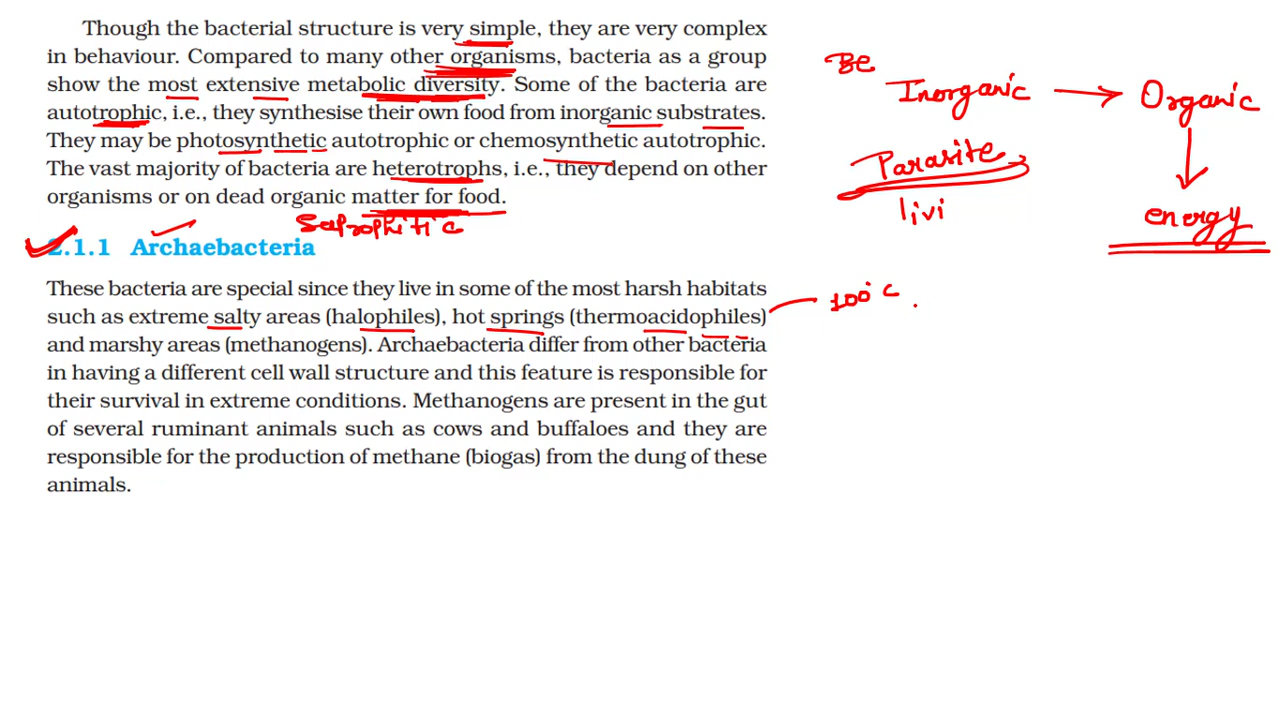 Though the bacterial structure is very simple, they are very complex
in behaviour. Compared to many other organisms, bacteria as a group
show the most extensive metabolic diversity. Some of the bacteria are
autotrophic, i.e., they synthesise their own food from inorganic substrates.
They may be photosynthetic autotrophic or chemosynthetic autotrophic.
The vast majority of bacteria are heterotrophs, i.e., they depend on other
organisms or on dead organic matter for food.
Saprophitic
2.1.1 Archaebacteria
These bacteria are special since they live in some of the most harsh habitats
such as extreme salty areas (halophiles), hot springs (thermoacidophiles)
and marshy areas (methanogens). Archaebacteria differ from other bacteria
in having a different cell wall structure and this feature is responsible for
their survival in extreme conditions. Methanogens are present in the gut
of several ruminant animals such as cows and buffaloes and they are
responsible for the production of methane (biogas) from the dung of these
animals.
Be
Inorganic → Organic
Parasite
livi
energy
100°C